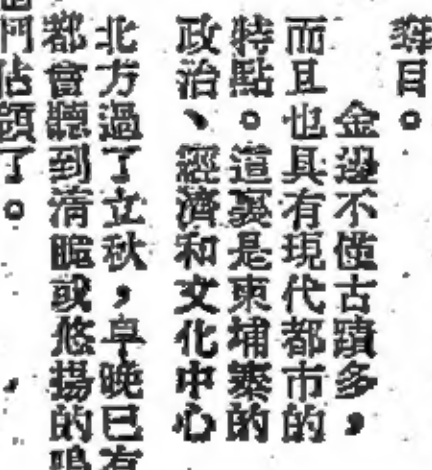 舞目。
金邊不僅古蹟多，
而且也具有現代都市的
特點。這裏是柬埔寨的
政治、經濟和文化中心
北方過了立秋，早晚已有
都會聽到清脆或悠揚的鳴
們佔領了。